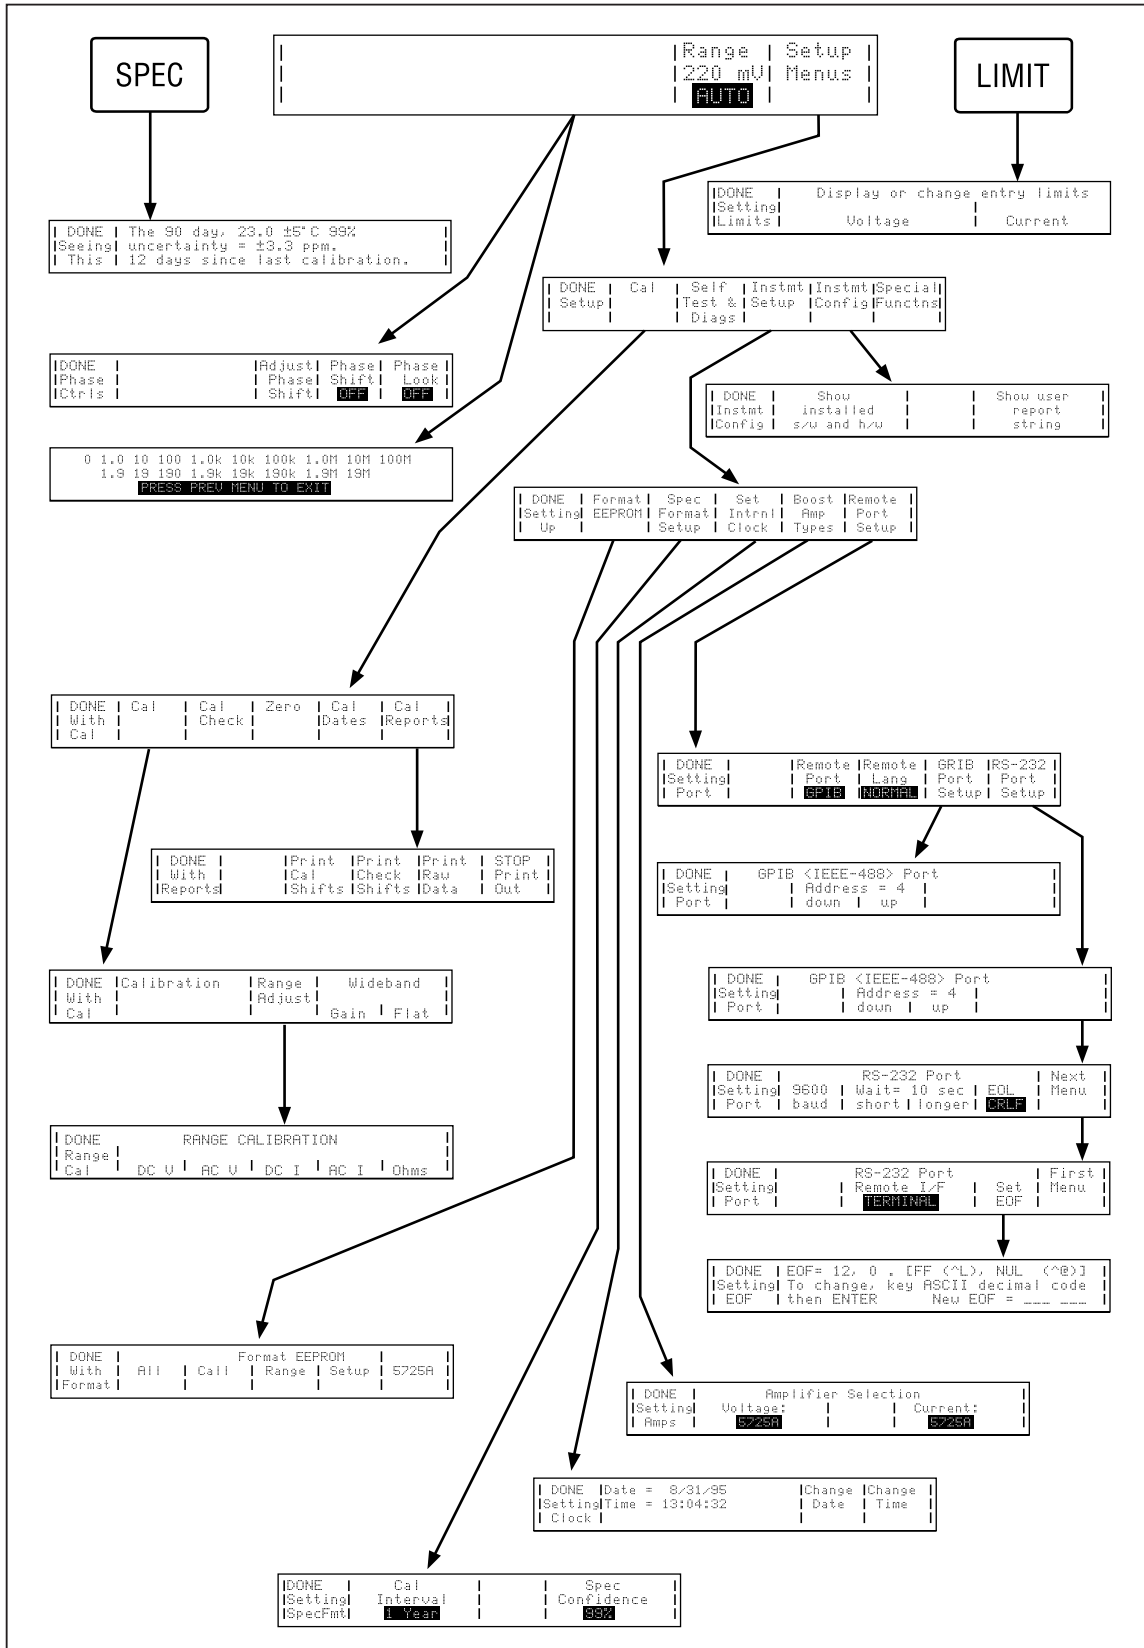 SPEC
Range Setup
220 mV Menus
AUTO
LIMIT
DONE Display or change entry limits
Setting
Limits Voltage Current
DONE The 90 day, 23.0 ±5°C 99%
Seeing uncertainty = ±3.3 ppm.
This 12 days since last calibration.
DONE Cal Self Instmt Instmt Special
Setup Test & Setup Config Functns
Diags
DONE Adjust Phase Phase
Phase Phase Shift Look
Ctrls Shift OFF OFF
DONE Show Show user
Instmt installed report
Config s/w and h/w string
0 1.0 10 100 1.0k 10k 100k 1.0M 10M 100M
1.9 19 190 1.9k 19k 190k 1.9M 19M
PRESS PREV MENU TO EXIT
DONE Format Spec Set Boost Remote
Setting EEPROM Format Intrnl Amp Port
Up Setup Clock Types Setup
DONE Cal Cal Zero Cal Cal
With Check Dates Reports
Cal
DONE Remote Remote GRIB RS-232
Setting Port Lang Port Port
Port GPIB NORMAL Setup Setup
DONE Print Print Print STOP
With Cal Check Raw Print
Reports Shifts Shifts Data Out
DONE GPIB <IEEE-488> Port
Setting Address = 4
Port down up
DONE Calibration Range Wideband
With Adjust
Cal Gain Flat
DONE GPIB <IEEE-488> Port
Setting Address = 4
Port down up
DONE RS-232 Port Next
Setting 9600 Wait= 10 sec EOL Menu
Port baud short longer CRLF
DONE RANGE CALIBRATION
Range
Cal DC V AC V DC I AC I Ohms
DONE RS-232 Port First
Setting Remote I/F Set Menu
Port TERMINAL EOF
DONE EOF= 12, 0 . [FF (^L), NUL (^@)]
Setting To change, key ASCII decimal code
EOF then ENTER New EOF = ___ ___
DONE Format EEPROM
With All Call Range Setup 5725A
Format
DONE Amplifier Selection
Setting Voltage: Current:
Amps 5725A 5725A
DONE Date = 8/31/95 Change Change
Setting Time = 13:04:32 Date Time
Clock
DONE Cal Spec
Setting Interval Confidence
SpecFmt 1 Year 99%